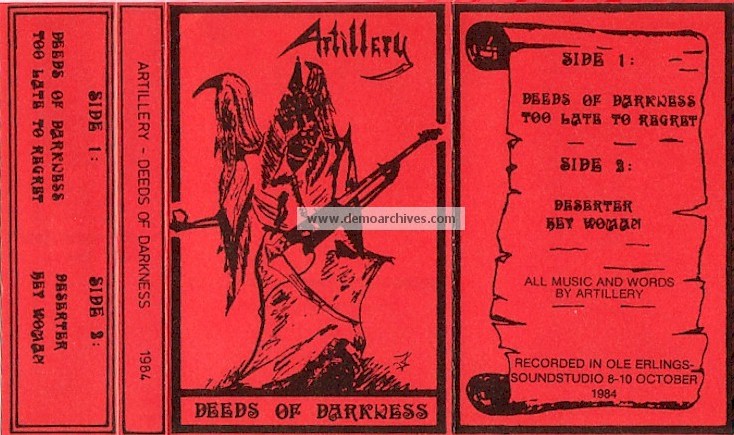 SIDE 1:
DEEDS OF DARKNESS
TOO LATE TO REGRET
SIDE 2:
DESERTER
HEY WOMAN
ARTILLERY - DEEDS OF DARKNESS 1984
Artillery
www.demoarchives.com
DEEDS OF DARKNESS
SIDE 1:
DEEDS OF DARKNESS
TOO LATE TO REGRET
SIDE 2:
DESERTER
HEY WOMAN
ALL MUSIC AND WORDS
BY ARTILLERY
RECORDED IN OLE ERLINGS-
SOUNDSTUDIO 8-10 OCTOBER
1984